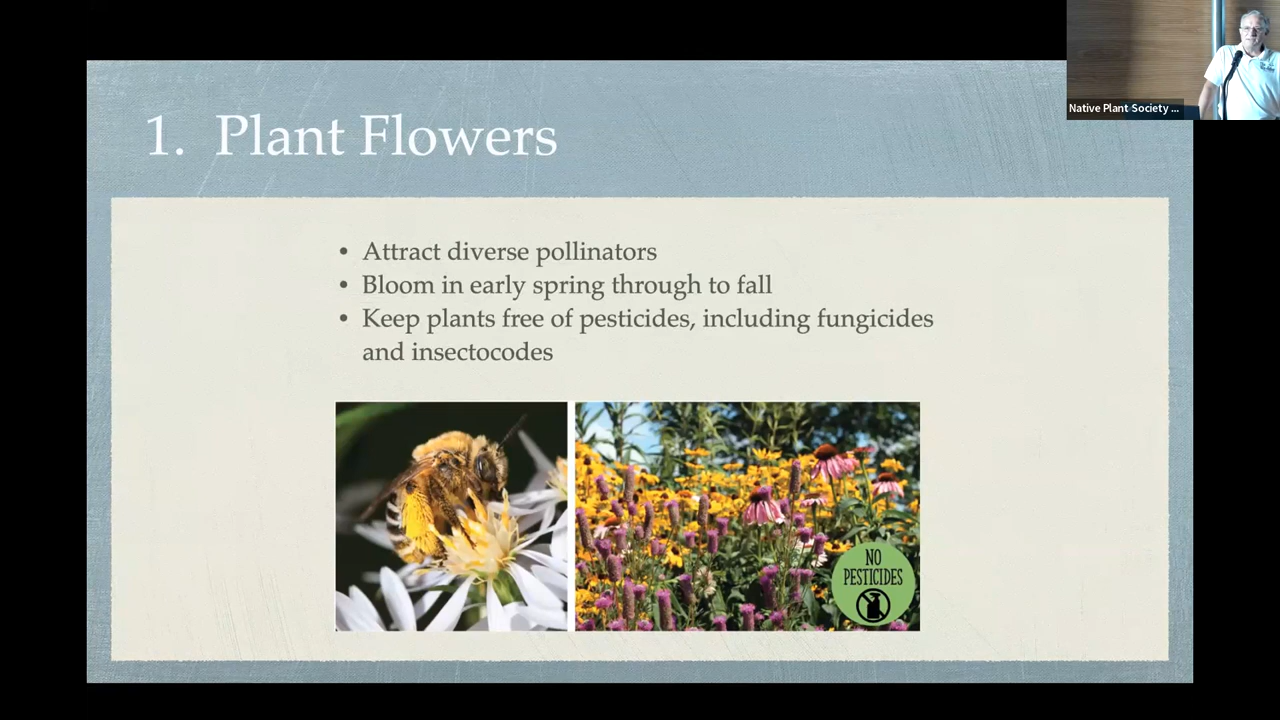 Native Plant Society ...
1. Plant Flowers
• Attract diverse pollinators
• Bloom in early spring through to fall
• Keep plants free of pesticides, including fungicides
and insectocodes
NO
PESTICIDES